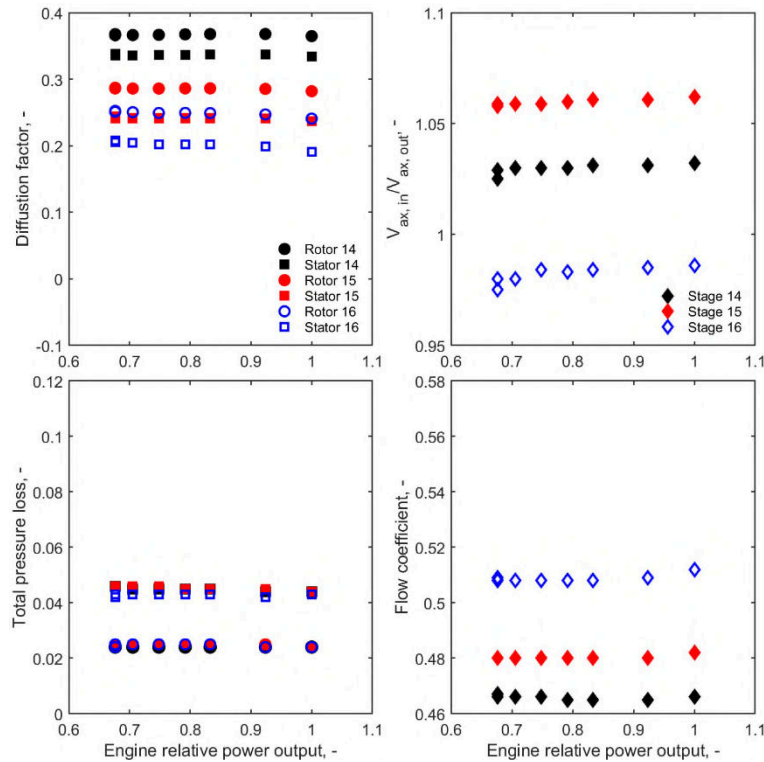 Diffustion factor, -
0.4
0.3
0.2
0.1
0
-0.1
0.6 0.7 0.8 0.9 1 1.1
Rotor 14
Stator 14
Rotor 15
Stator 15
Rotor 16
Stator 16
Vax, in/Vax, out, -
1.1
1.05
1
0.95
0.6 0.7 0.8 0.9 1 1.1
Stage 14
Stage 15
Stage 16
Total pressure loss, -
0.12
0.1
0.08
0.06
0.04
0.02
0
0.6 0.7 0.8 0.9 1 1.1
Engine relative power output, -
Flow coefficient, -
0.58
0.56
0.54
0.52
0.5
0.48
0.46
0.6 0.7 0.8 0.9 1 1.1
Engine relative power output, -